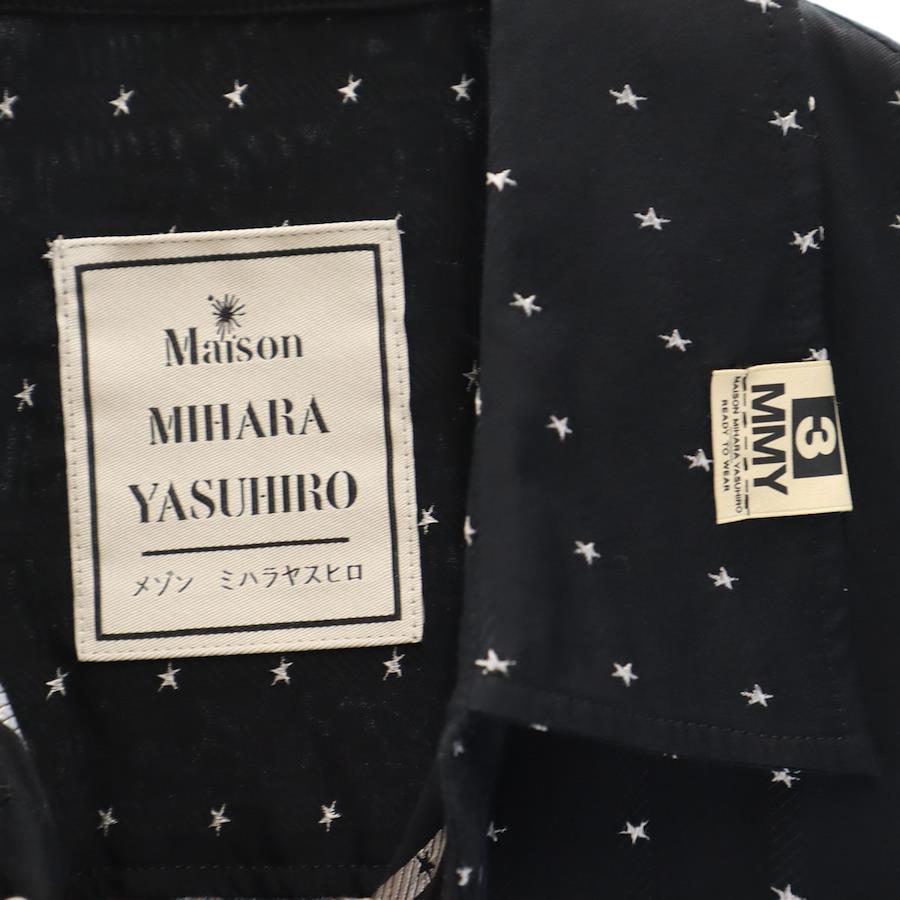 Maison
MIHARA
YASUHIRO
メゾン ミハラヤスヒロ
3
MMY
MAISON MIHARA YASUHIRO
READY TO WEAR